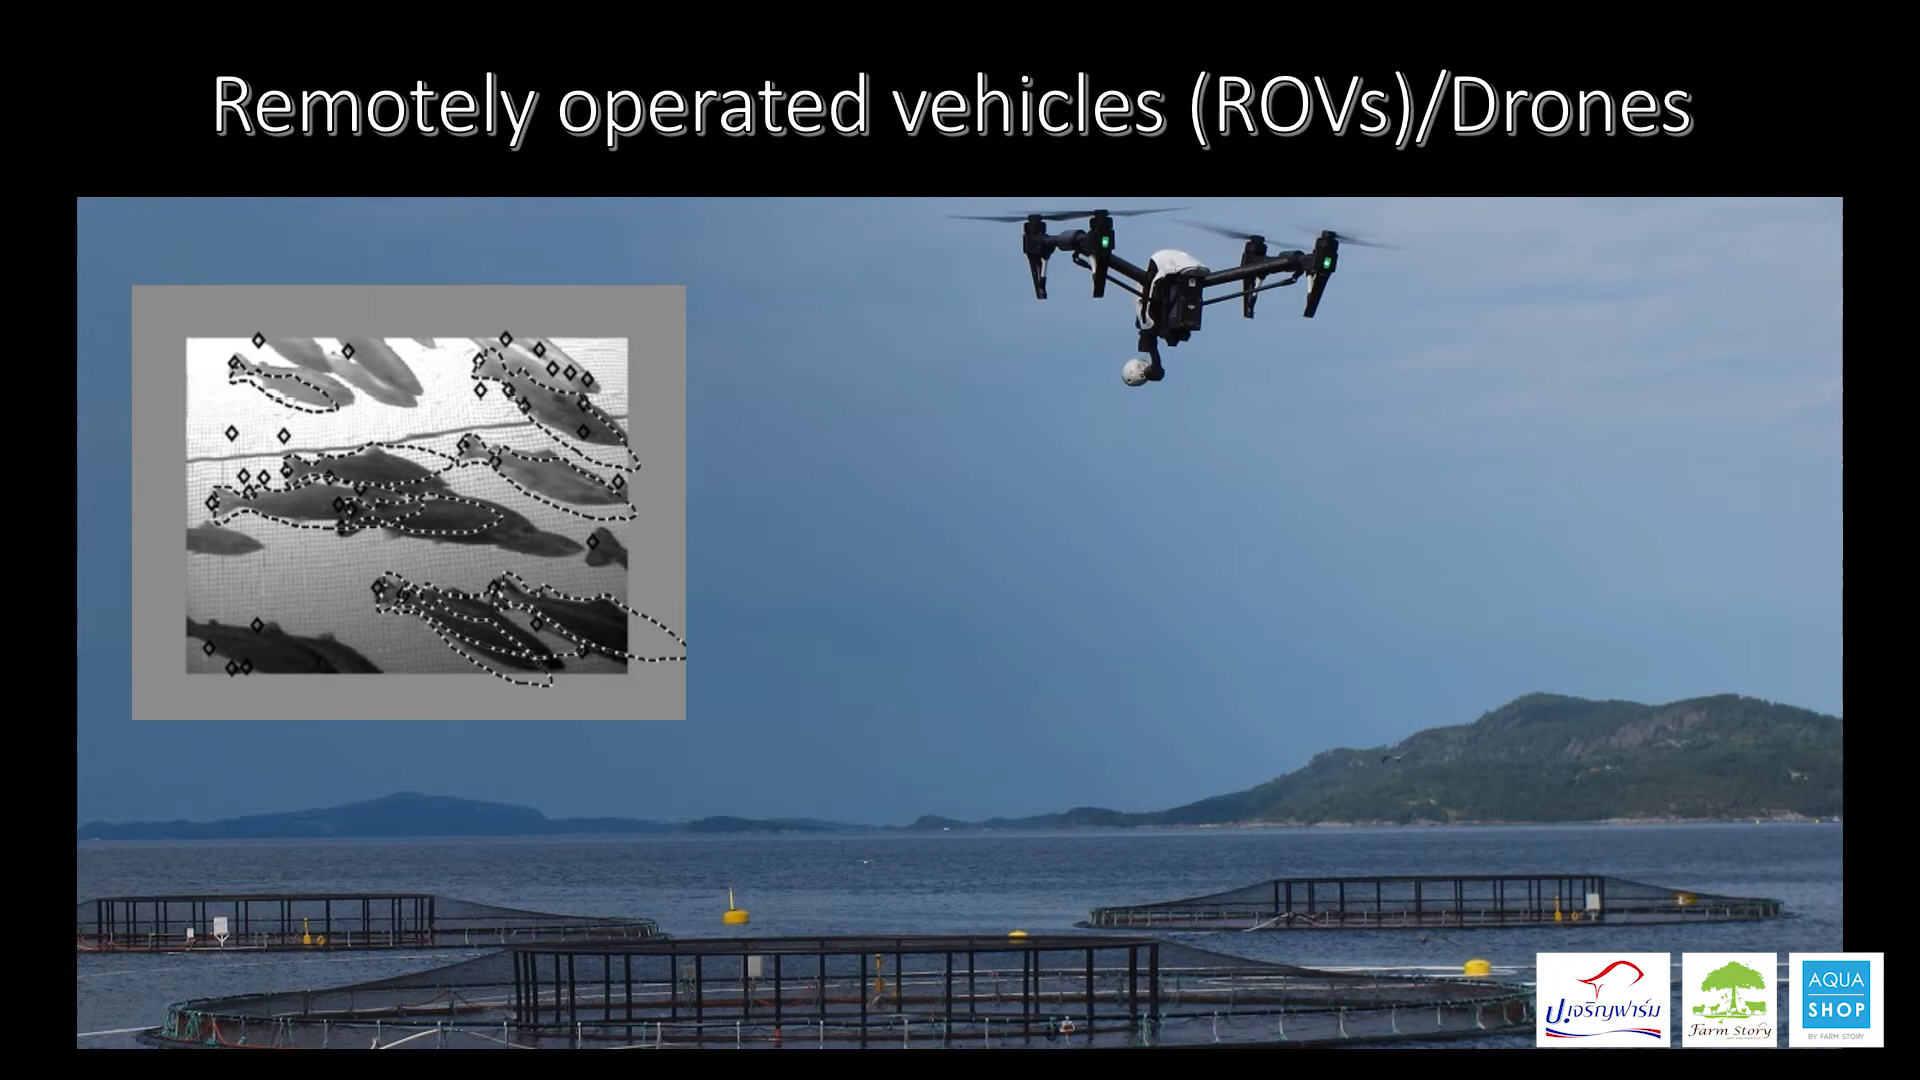 Remotely operated vehicles (ROVs)/Drones
ป.เจริญฟาร์ม
Farm Story
AQUA
SHOP
BY FARM STORY